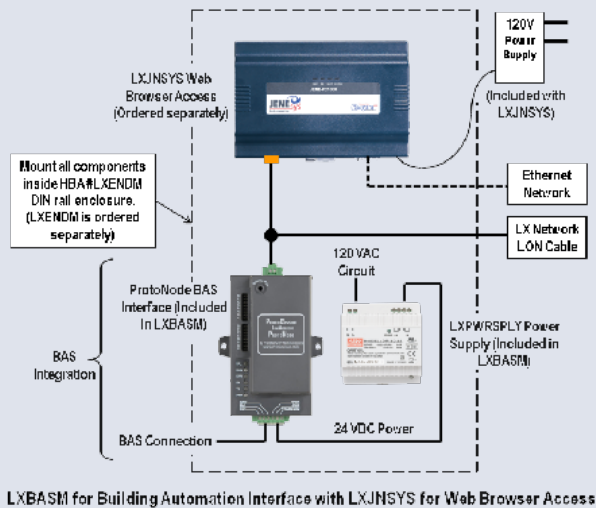 120V
Power
Supply
LXJNSYS Web
Browser Access
(Ordered separately)
JENE
(Included with
LXJNSYS)
Mount all components
inside HBA#LXENDM
DIN rail enclosure.
(LXENDM is ordered
separately)
Ethernet
Network
LX Network
LON Cable
120 VAC
Circuit
ProtoNode BAS
Interface (Included
in LXBASM)
LXPWRSPLY Power
Supply (Included in
LXBASM)
BAS
Integration
24 VDC Power
BAS Connection
LXBASM for Building Automation Interface with LXJNSYS for Web Browser Access